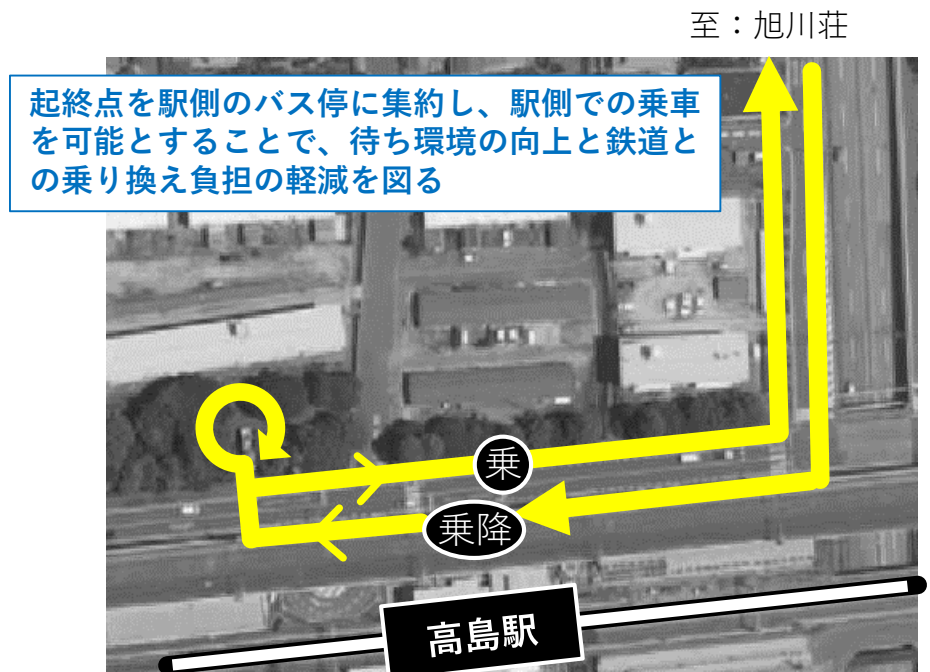 至：旭川荘
起終点を駅側のバス停に集約し、駅側での乗車
を可能とすることで、待ち環境の向上と鉄道と
の乗り換え負担の軽減を図る
乗
乗降
高島駅